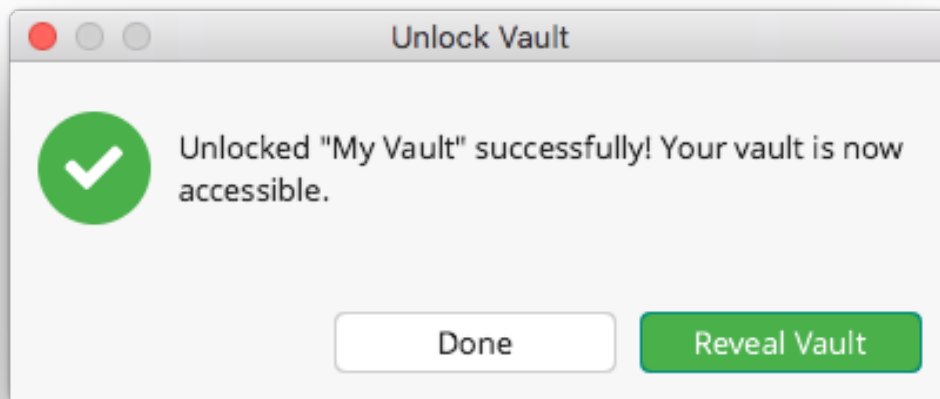 Unlock Vault
Unlocked "My Vault" successfully! Your vault is now
accessible.
Done
Reveal Vault